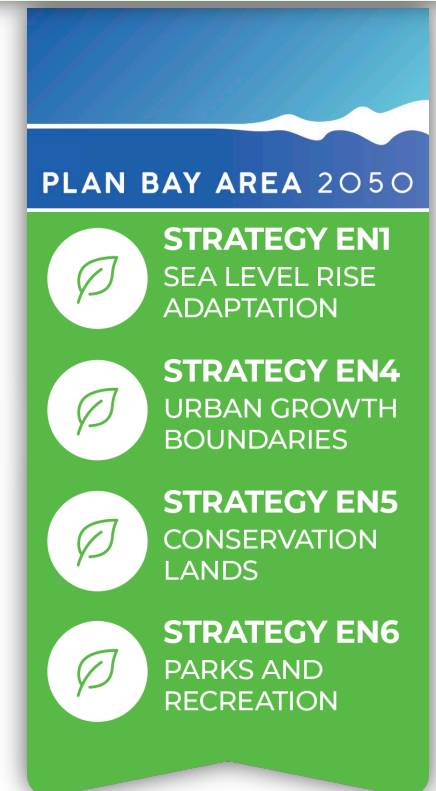 PLAN BAY AREA 2050
STRATEGY EN1
SEA LEVEL RISE
ADAPTATION
STRATEGY EN4
URBAN GROWTH
BOUNDARIES
STRATEGY EN5
CONSERVATION
LANDS
STRATEGY EN6
PARKS AND
RECREATION